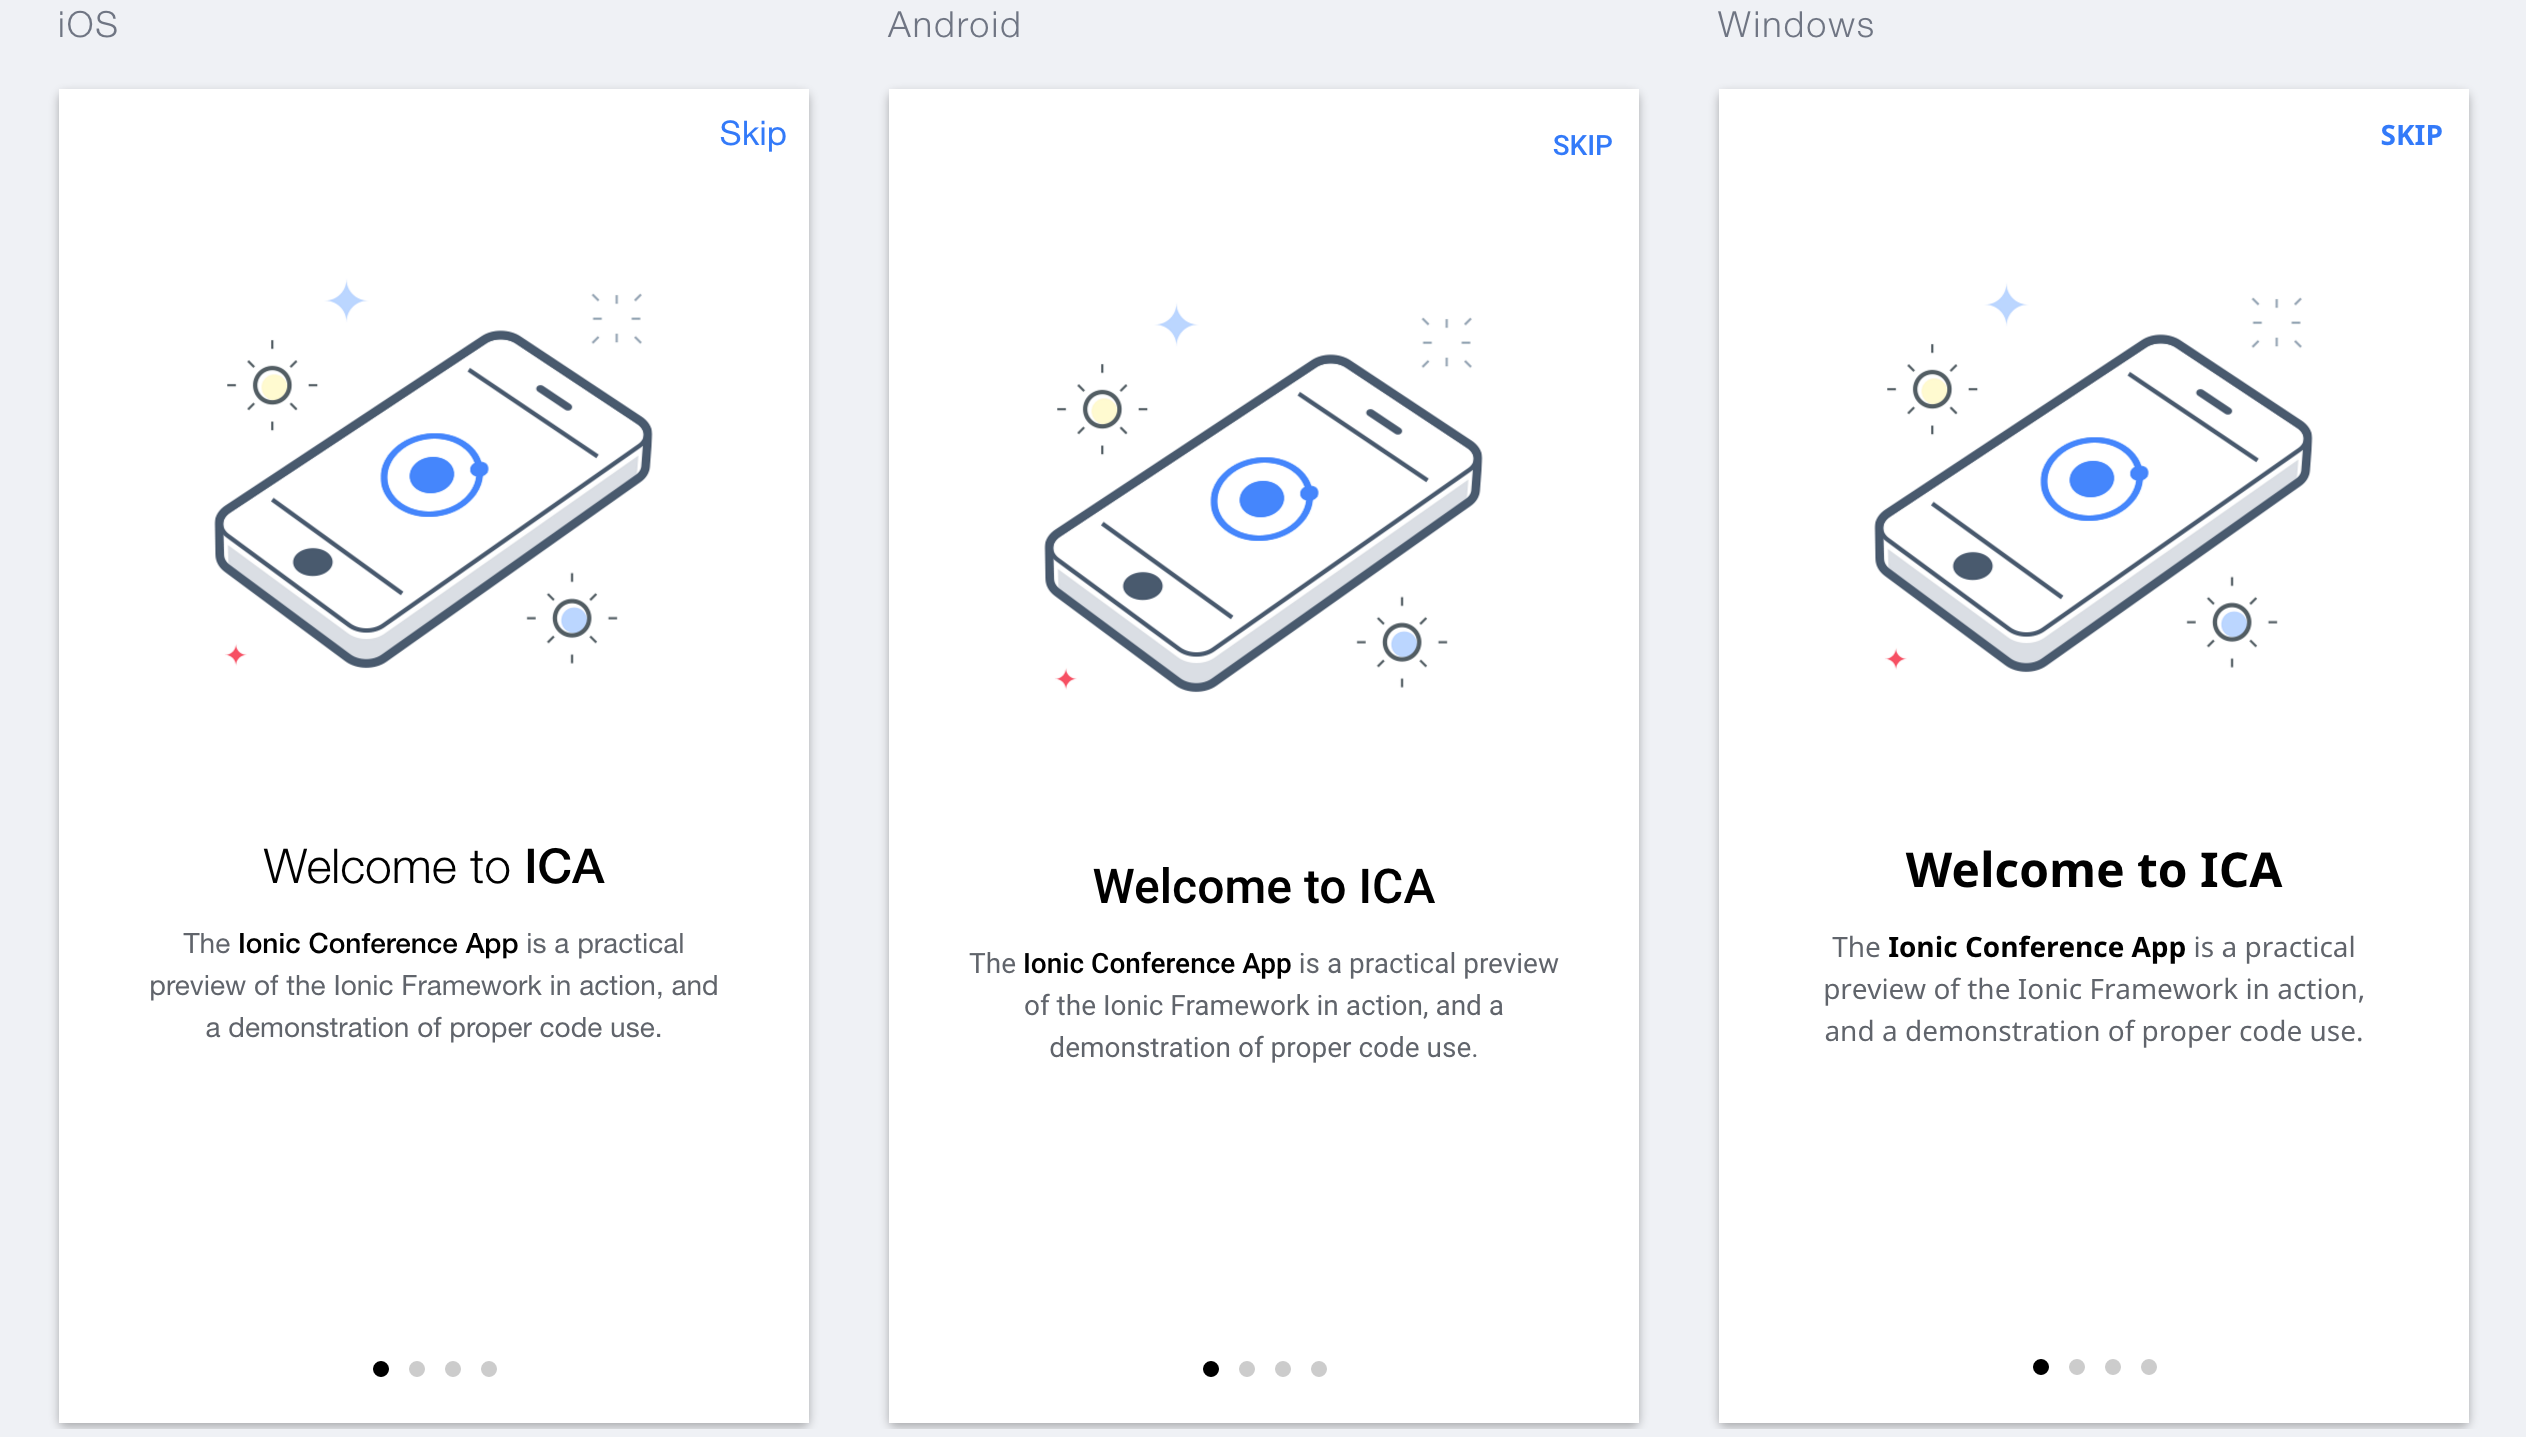 iOS
Skip
Welcome to ICA
The Ionic Conference App is a practical
preview of the Ionic Framework in action, and
a demonstration of proper code use.
Android
SKIP
Welcome to ICA
The Ionic Conference App is a practical preview
of the Ionic Framework in action, and a
demonstration of proper code use.
Windows
SKIP
Welcome to ICA
The Ionic Conference App is a practical
preview of the Ionic Framework in action,
and a demonstration of proper code use.